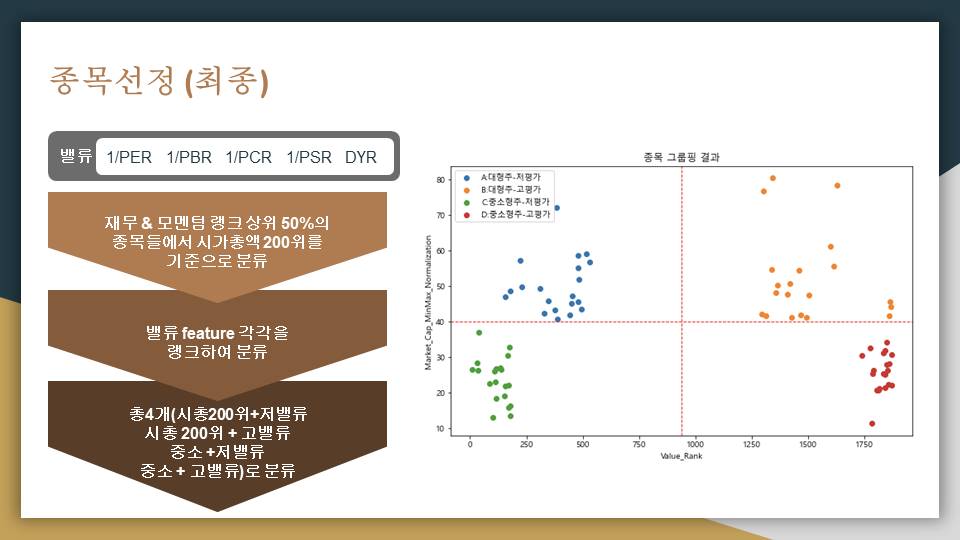 종목선정 (최종)
밸류 1/PER 1/PBR 1/PCR 1/PSR DYR
재무 & 모멘텀 랭크 상위 50%의
종목들에서 시가총액 200위를
기준으로 분류
밸류 feature 각각을
랭크하여 분류
총4개(시총200위+저밸류
시총 200위 + 고밸류
중소 +저밸류
중소 + 고밸류)로 분류
종목 그룹핑 결과
A:대형주-저평가
B:대형주-고평가
C:중소형주-저평가
D:중소형주-고평가
Market_Cap_MinMax_Normalization
80
70
60
50
40
30
20
10
0 250 500 750 1000 1250 1500 1750
Value_Rank